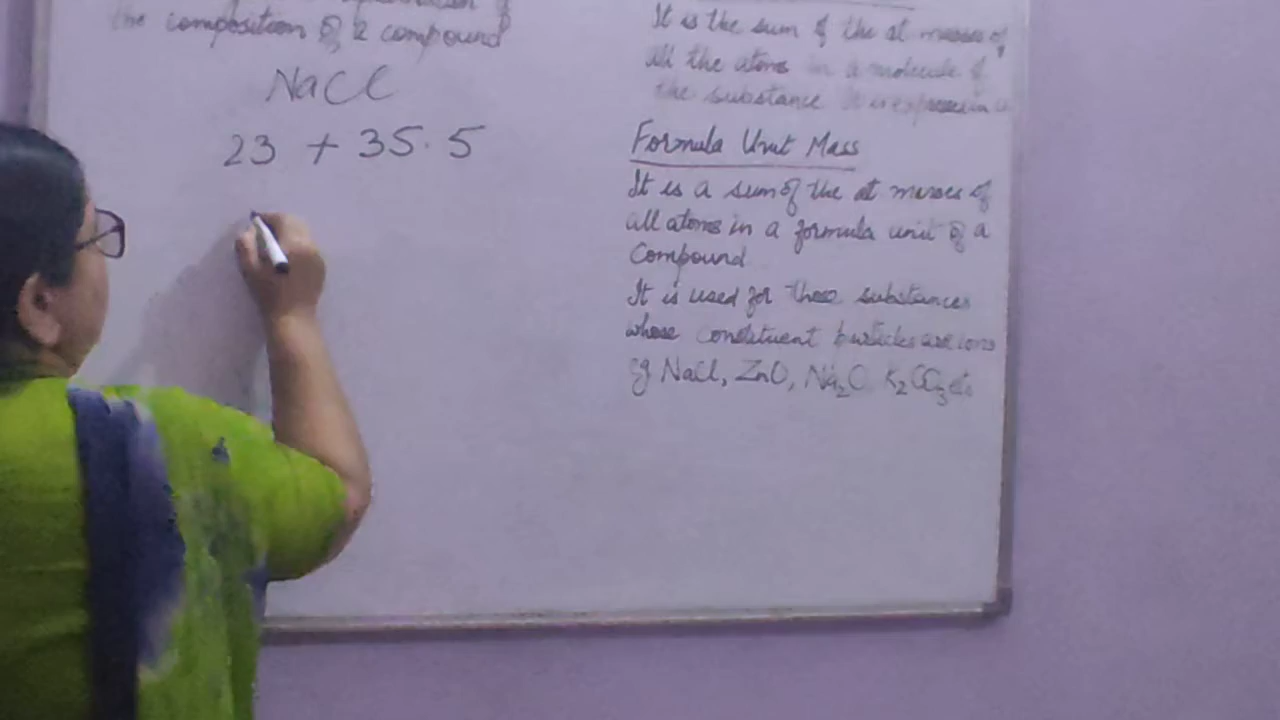 the composition of a compound
NaCl
23 + 35.5
It is the sum of the at masses of
all the atoms in a molecule of
the substance It is
Formula Unit Mass
It is a sum of the at masses of
all atoms in a formula unit of a
Compound
It is used for those substances
whose constituent particles are ions
eg NaCl, ZnO, Na₂O K₂CO₃ etc